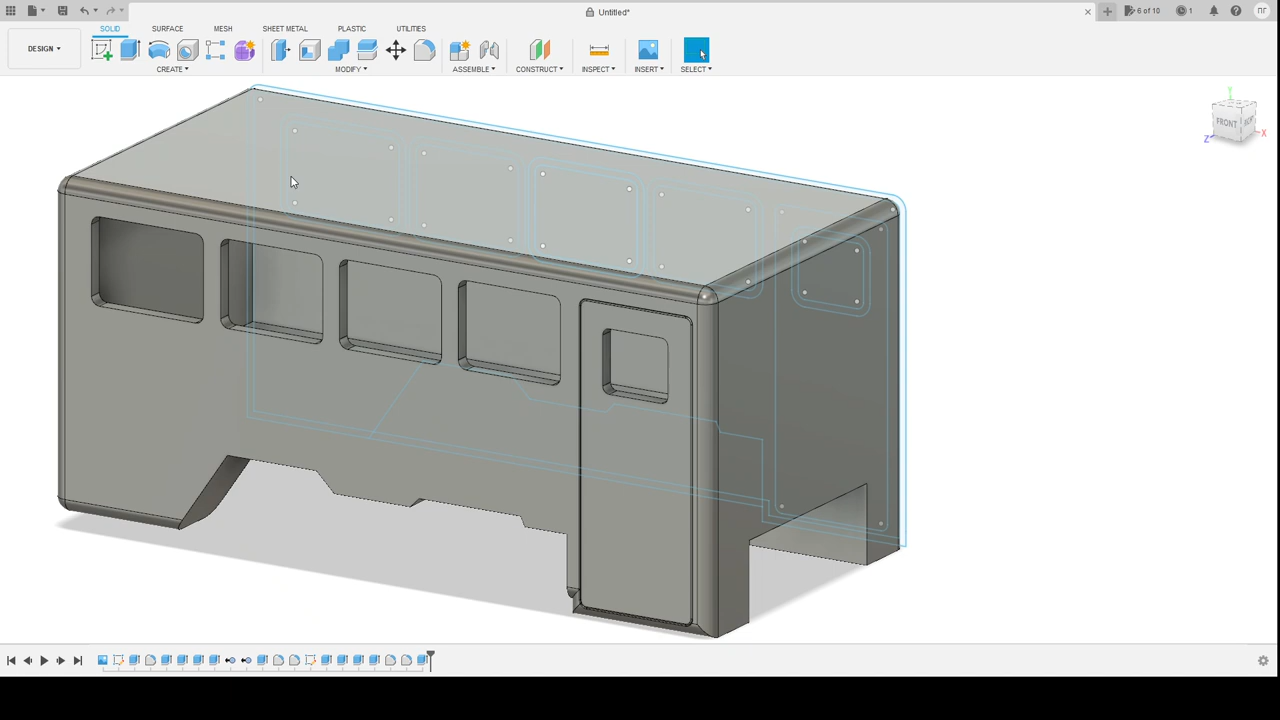 Untitled*
6 of 10
1
ПГ
DESIGN
SOLID
SURFACE
MESH
SHEET METAL
PLASTIC
UTILITIES
CREATE
MODIFY
ASSEMBLE
CONSTRUCT
INSPECT
INSERT
SELECT
Y
FRONT
X
Z